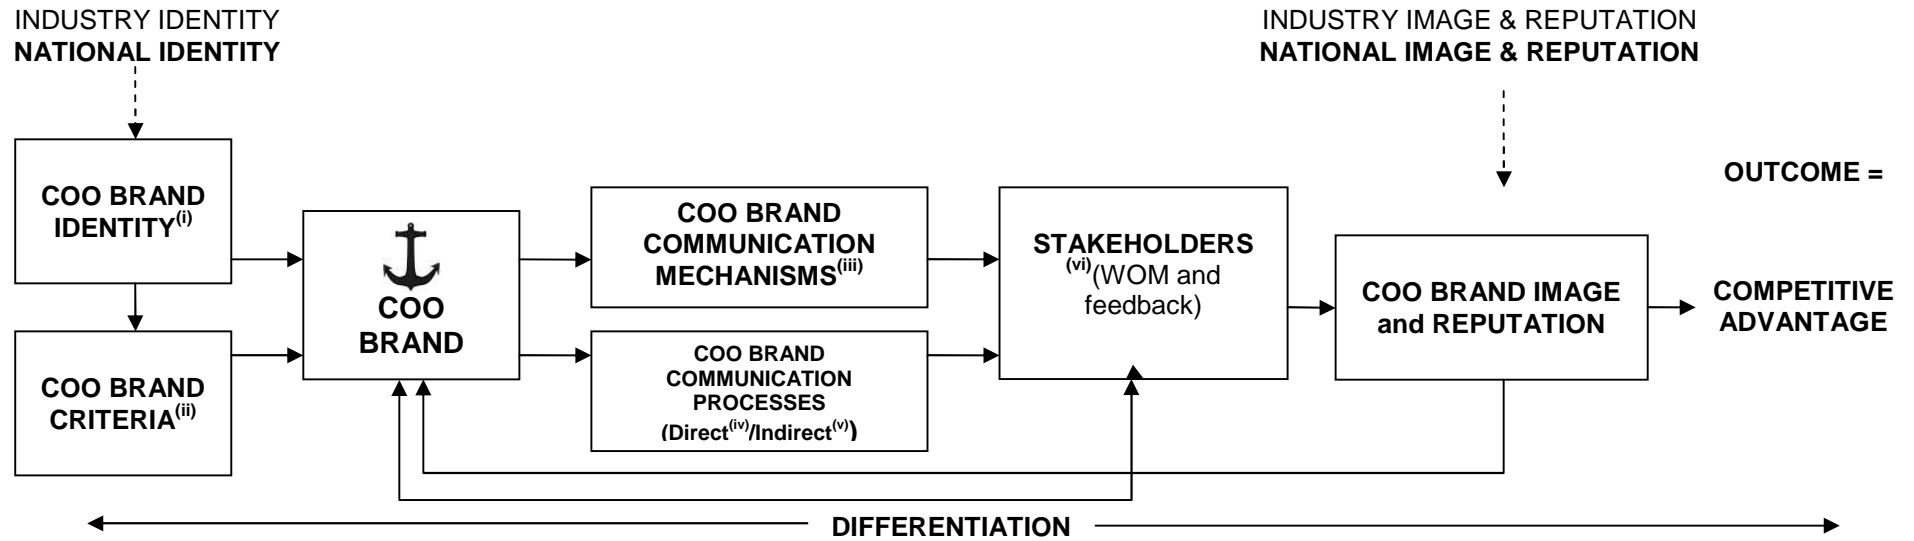 INDUSTRY IDENTITY
NATIONAL IDENTITY
INDUSTRY IMAGE & REPUTATION
NATIONAL IMAGE & REPUTATION
COO BRAND
IDENTITY(i)
COO BRAND
CRITERIA(ii)
COO
BRAND
COO BRAND
COMMUNICATION
MECHANISMS(iii)
COO BRAND
COMMUNICATION
PROCESSES
(Direct(iv)/Indirect(v))
STAKEHOLDERS
(vi)(WOM and
feedback)
COO BRAND IMAGE
and REPUTATION
OUTCOME =
COMPETITIVE
ADVANTAGE
DIFFERENTIATION